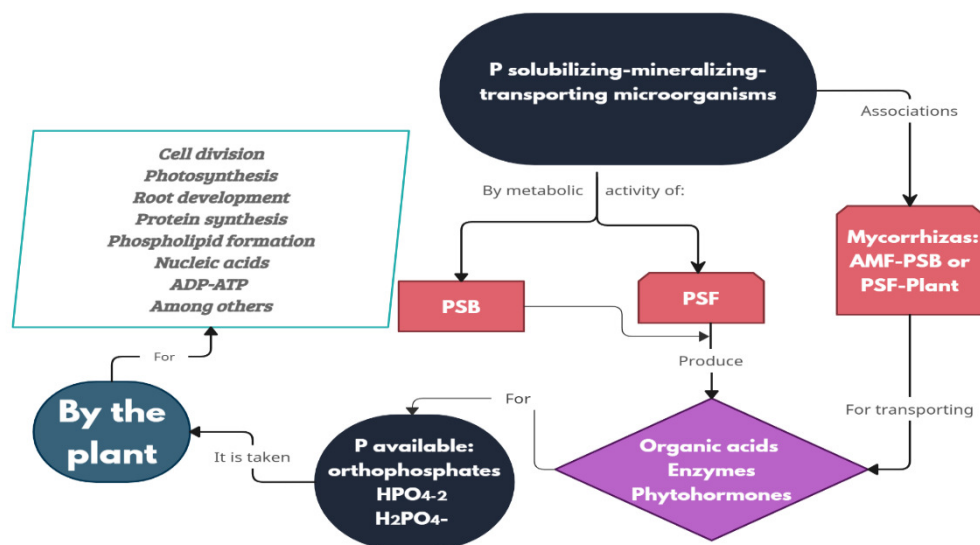 P solubilizing-mineralizing-
transporting microorganisms
Associations
By metabolic activity of:
Mycorrhizas:
AMF-PSB or
PSF-Plant
PSB
PSF
Produce
For transporting
Organic acids
Enzymes
Phytohormones
For
P available:
orthophosphates
HPO4-2
H2PO4-
It is taken
By the
plant
For
Cell division
Photosynthesis
Root development
Protein synthesis
Phospholipid formation
Nucleic acids
ADP-ATP
Among others